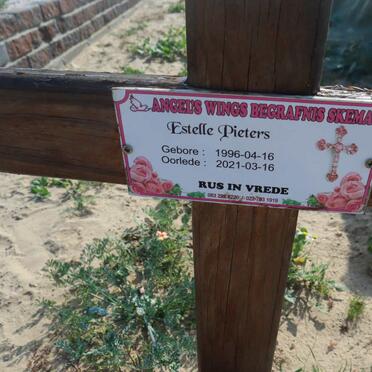 ANGELS WINGS BEGRAFNIS SKEMA
Estelle Pieters
Gebore : 1996-04-16
Oorlede : 2021-03-16
RUS IN VREDE